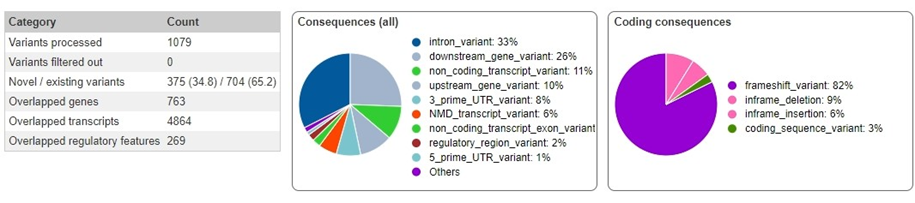 Category Count
Variants processed 1079
Variants filtered out 0
Novel / existing variants 375 (34.8) / 704 (65.2)
Overlapped genes 763
Overlapped transcripts 4864
Overlapped regulatory features 269
Consequences (all)
intron_variant: 33%
downstream_gene_variant: 26%
non_coding_transcript_variant: 11%
upstream_gene_variant: 10%
3_prime_UTR_variant: 8%
NMD_transcript_variant: 6%
non_coding_transcript_exon_variant
regulatory_region_variant: 2%
5_prime_UTR_variant: 1%
Others
Coding consequences
frameshift_variant: 82%
inframe_deletion: 9%
inframe_insertion: 6%
coding_sequence_variant: 3%